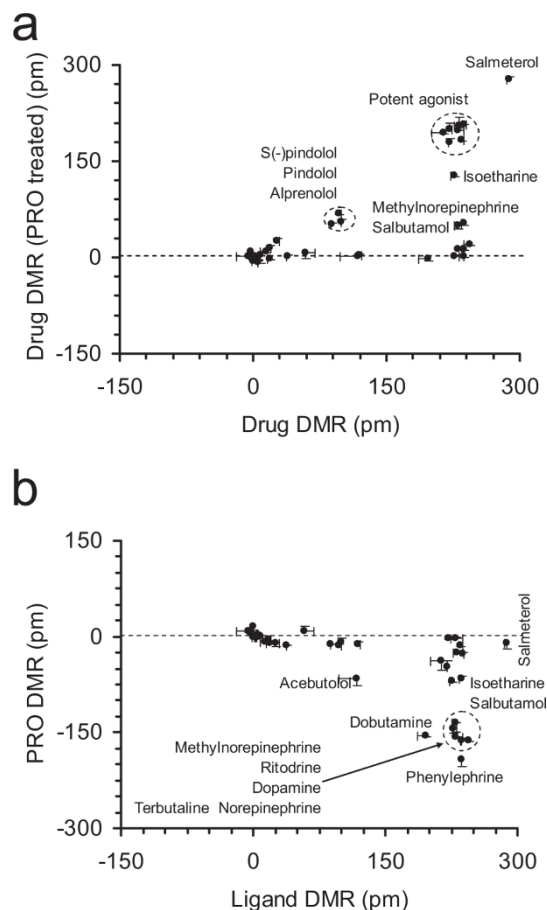 a
Drug DMR (PRO treated) (pm)
300
150
0
-150
-150
0
150
300
Drug DMR (pm)
Salmeterol
Potent agonist
S(-)pindolol
Pindolol
Alprenolol
Isoetharine
Methylnorepinephrine
Salbutamol
b
PRO DMR (pm)
150
0
-150
-300
-150
0
150
300
Ligand DMR (pm)
Salmeterol
Acebutolol
Isoetharine
Salbutamol
Dobutamine
Methylnorepinephrine
Ritodrine
Dopamine
Terbutaline Norepinephrine
Phenylephrine